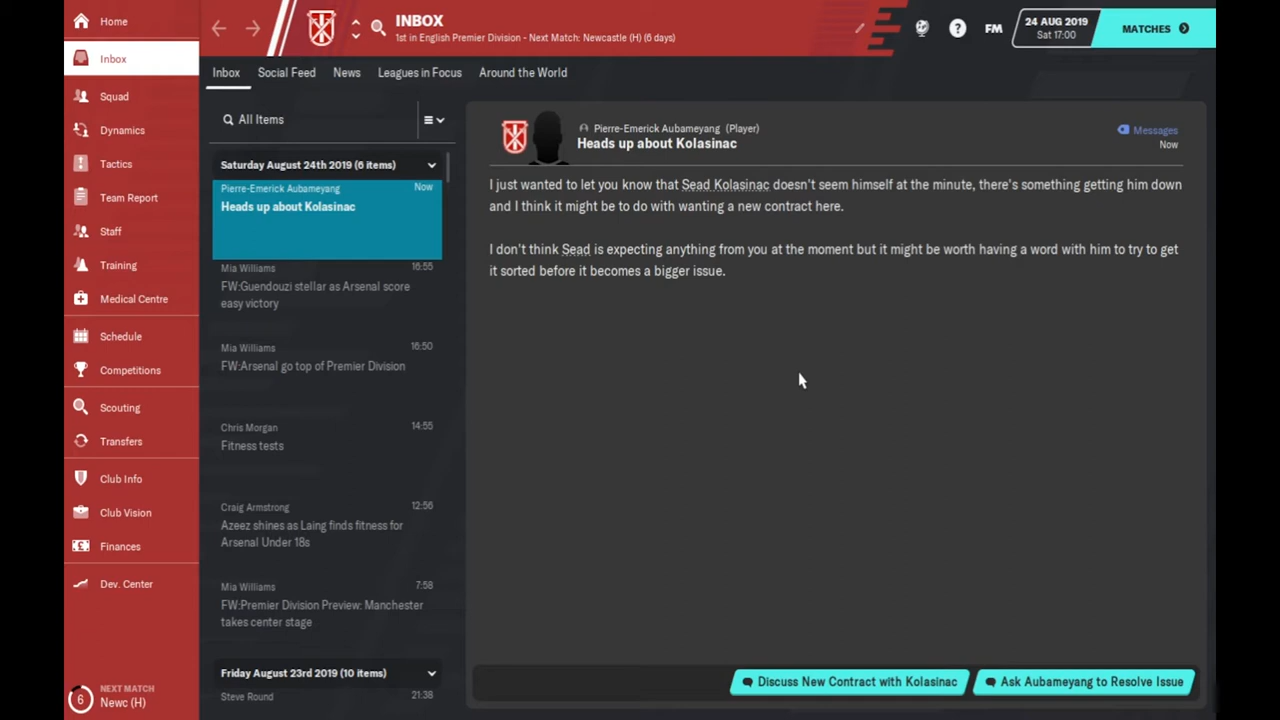 Home
Inbox
Squad
Dynamics
Tactics
Team Report
Staff
Training
Medical Centre
Schedule
Competitions
Scouting
Transfers
Club Info
Club Vision
Finances
Dev. Center
6
NEXT MATCH
Newc (H)
INBOX
1st in English Premier Division - Next Match: Newcastle (H) (6 days)
?
FM
24 AUG 2019
Sat 17:00
MATCHES
Inbox
Social Feed
News
Leagues in Focus
Around the World
All Items
Saturday August 24th 2019 (6 items)
Pierre-Emerick Aubameyang
Now
Heads up about Kolasinac
Mia Williams
16:55
FW:Guendouzi stellar as Arsenal score
easy victory
Mia Williams
16:50
FW:Arsenal go top of Premier Division
Chris Morgan
14:55
Fitness tests
Craig Armstrong
12:56
Azeez shines as Laing finds fitness for
Arsenal Under 18s
Mia Williams
7:58
FW:Premier Division Preview: Manchester
takes center stage
Friday August 23rd 2019 (10 items)
Steve Round
21:38
Pierre-Emerick Aubameyang (Player)
Heads up about Kolasinac
Messages
Now
I just wanted to let you know that Sead Kolasinac doesn't seem himself at the minute, there's something getting him down
and I think it might be to do with wanting a new contract here.
I don't think Sead is expecting anything from you at the moment but it might be worth having a word with him to try to get
it sorted before it becomes a bigger issue.
Discuss New Contract with Kolasinac
Ask Aubameyang to Resolve Issue